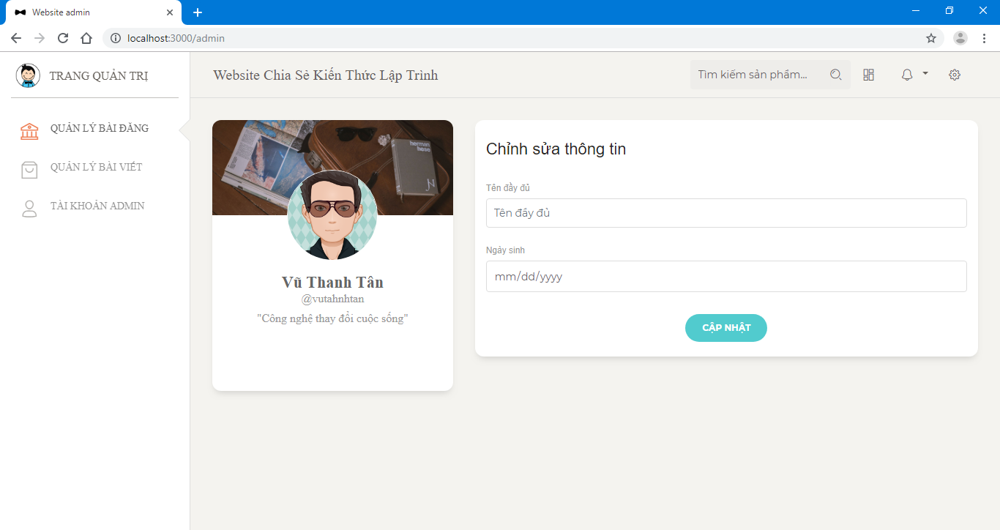 Website admin
localhost:3000/admin
TRANG QUẢN TRỊ
Website Chia Sẻ Kiến Thức Lập Trình
Tìm kiếm sản phẩm...
QUẢN LÝ BÀI ĐĂNG
QUẢN LÝ BÀI VIẾT
TÀI KHOẢN ADMIN
herman
hesse
Vũ Thanh Tân
@vutahnhtan
"Công nghệ thay đổi cuộc sống"
Chỉnh sửa thông tin
Tên đầy đủ
Tên đầy đủ
Ngày sinh
mm/dd/yyyy
CẬP NHẬT